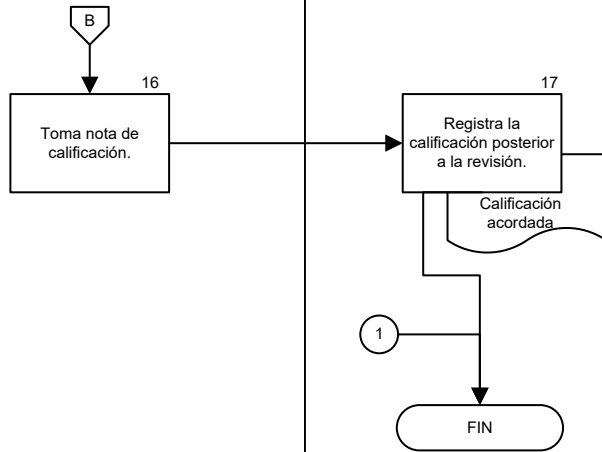 B
16
Toma nota de
calificación.
17
Registra la
calificación posterior
a la revisión.
Calificación
acordada
1
FIN